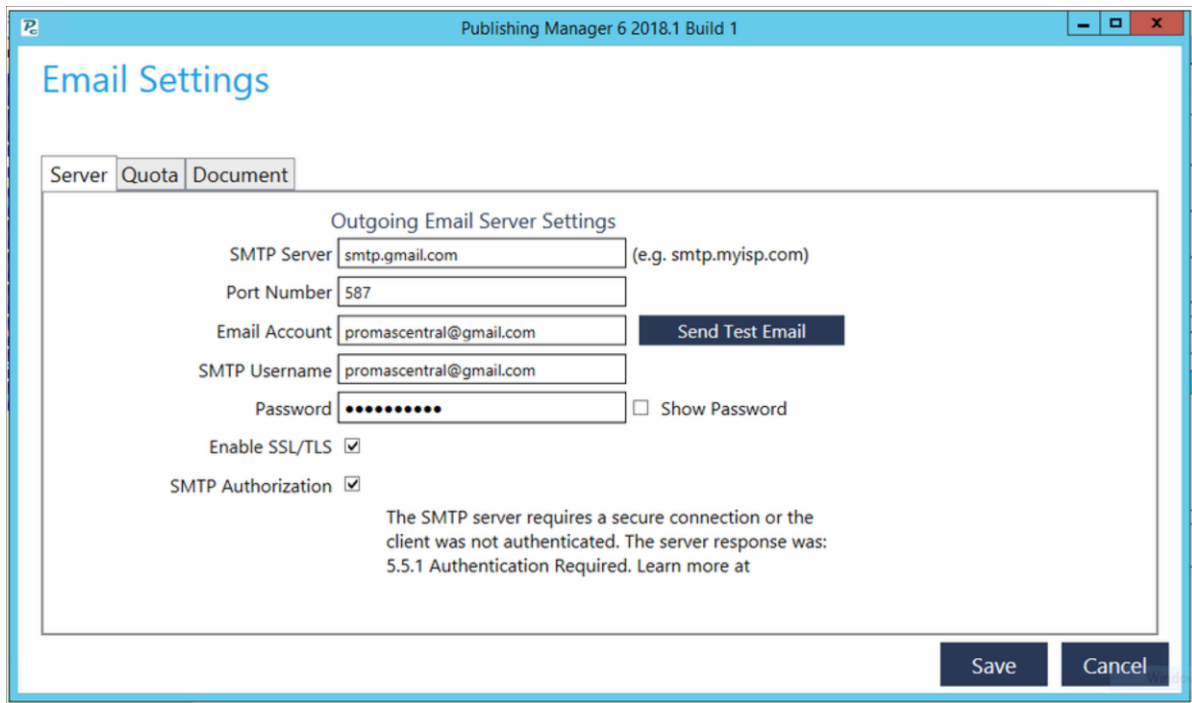 Publishing Manager 6 2018.1 Build 1
Email Settings
Server Quota Document
Outgoing Email Server Settings
SMTP Server smtp.gmail.com (e.g. smtp.myisp.com)
Port Number 587
Email Account promascentral@gmail.com Send Test Email
SMTP Username promascentral@gmail.com
Password ●●●●●●●●●● Show Password
Enable SSL/TLS
SMTP Authorization
The SMTP server requires a secure connection or the
client was not authenticated. The server response was:
5.5.1 Authentication Required. Learn more at
Save Cancel